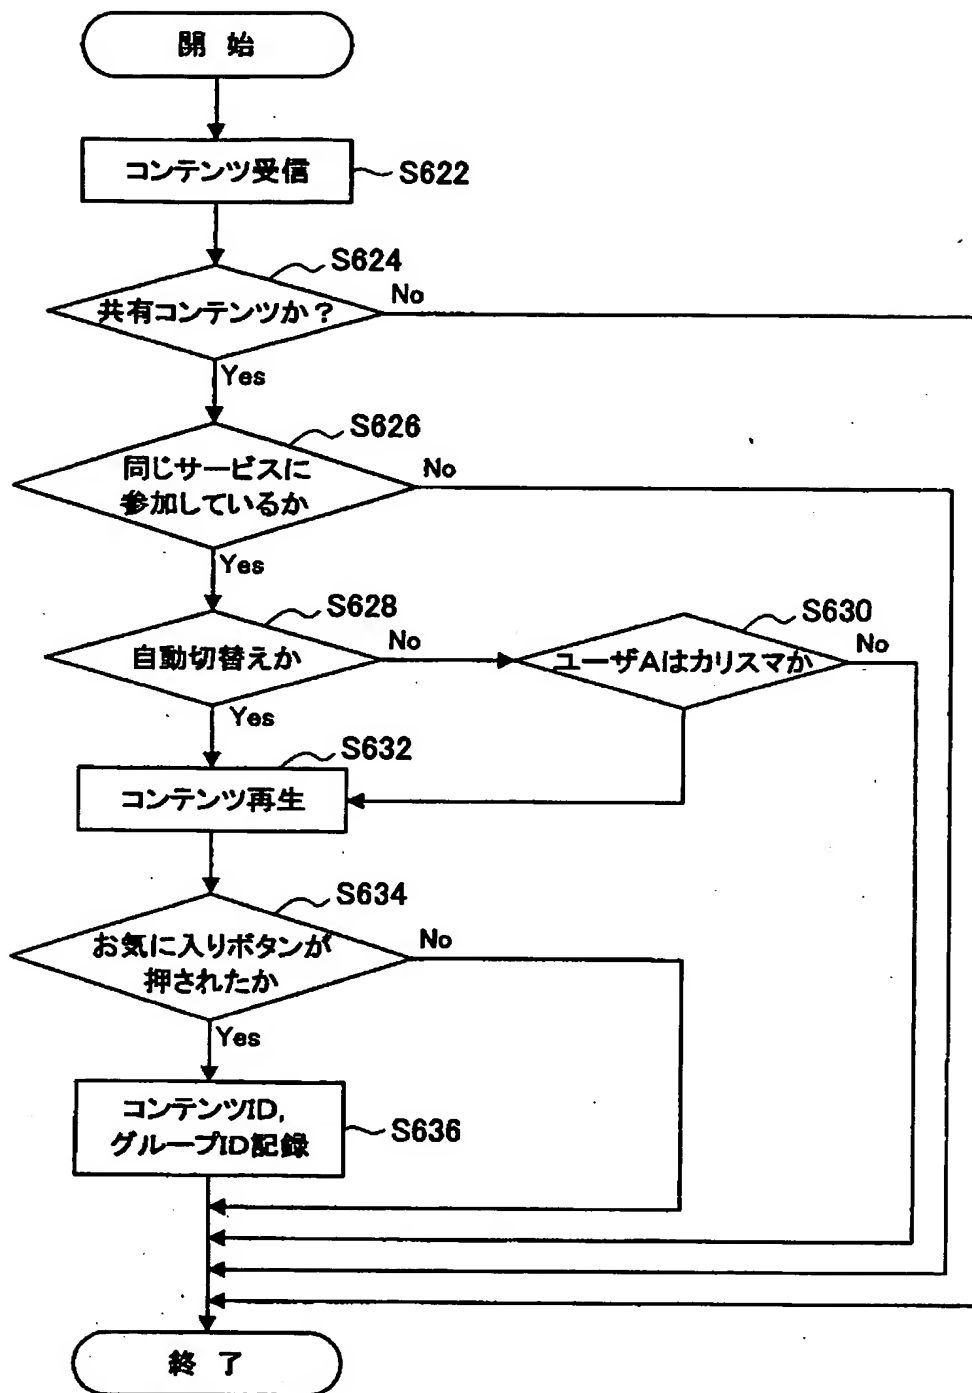 開始
コンテンツ受信
S622
S624
共有コンテンツか？
No
Yes
S626
同じサービスに
参加しているか
No
Yes
S628
自動切替えか
No
S630
ユーザAはカリスマか
No
Yes
S632
コンテンツ再生
S634
お気に入りボタンが
押されたか
No
Yes
コンテンツID,
グループID記録
S636
終了